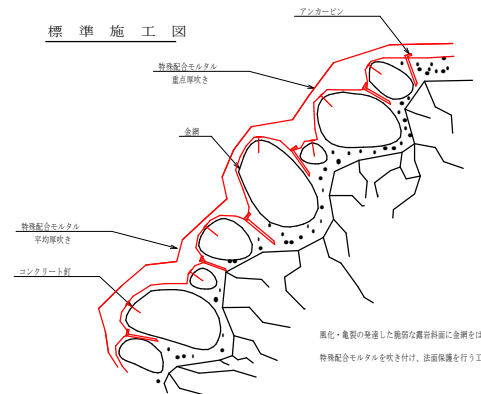 標準施工図
アンカーピン
特殊配合モルタル
重点厚吹き
金網
特殊配合モルタル
平均厚吹き
コンクリート釘
風化・亀裂の発達した脆弱な露岩斜面に金網をは
特殊配合モルタルを吹き付け、法面保護を行う工